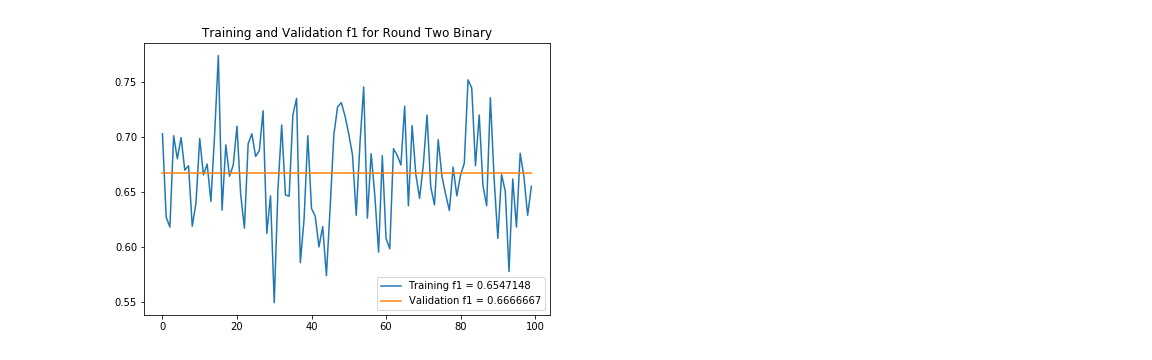 Training and Validation f1 for Round Two Binary
0.75
0.70
0.65
0.60
0.55
Training f1 = 0.6547148
Validation f1 = 0.6666667
0 20 40 60 80 100